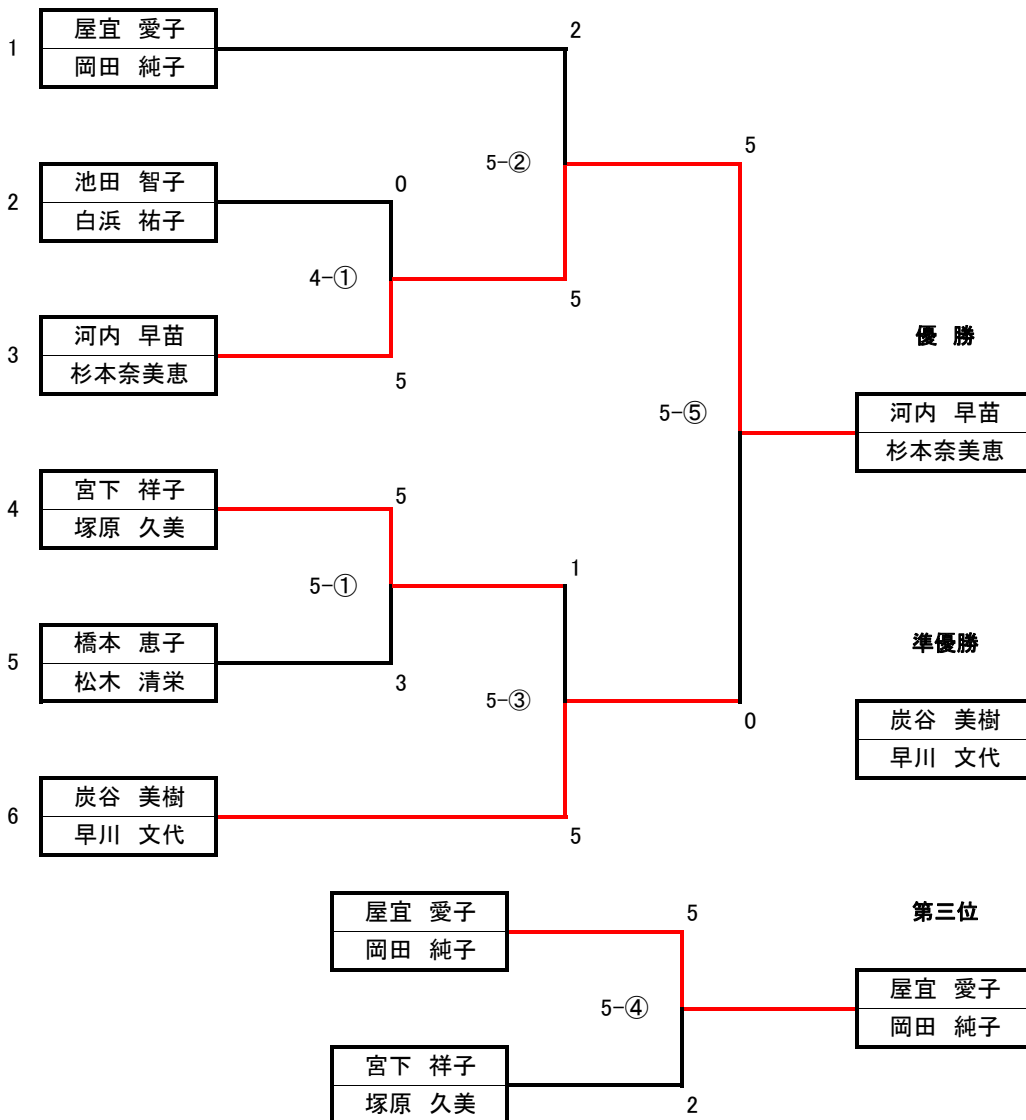 屋宜 愛子
2
1
岡田 純子
5
5-②
池田 智子
0
2
白浜 祐子
4-①
5
河内 早苗
優 勝
3
杉本奈美恵
5
5-⑤
河内 早苗
杉本奈美恵
宮下 祥子
5
4
塚原 久美
1
5-①
橋本 恵子
準優勝
5
松木 清栄
3
5-③
0
炭谷 美樹
早川 文代
炭谷 美樹
6
早川 文代
5
屋宜 愛子
5
第三位
岡田 純子
屋宜 愛子
5-④
岡田 純子
宮下 祥子
塚原 久美
2